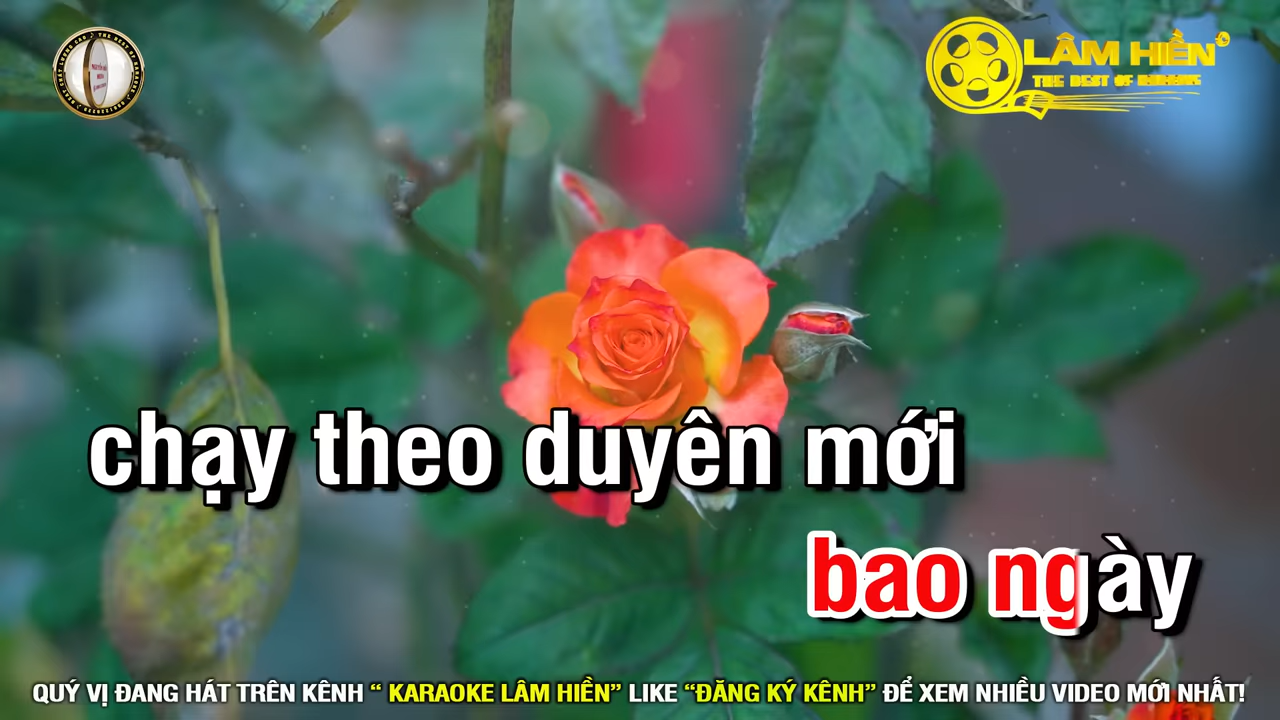 LÂM HIỀN
THE BEST OF KARAOKE
chạy theo duyên mới
bao ngày
QUÝ VỊ ĐANG HÁT TRÊN KÊNH “ KARAOKE LÂM HIỀN” LIKE “ĐĂNG KÝ KÊNH” ĐỂ XEM NHIỀU VIDEO MỚI NHẤT!